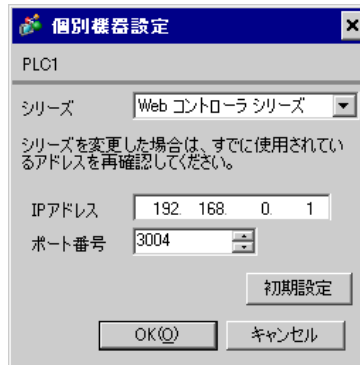 個別機器設定
PLC1
シリーズ Web コントローラ シリーズ
シリーズを変更した場合は、すでに使用されてい
るアドレスを再確認してください。
IPアドレス 192. 168. 0. 1
ポート番号 3004
初期設定
OK(O) キャンセル